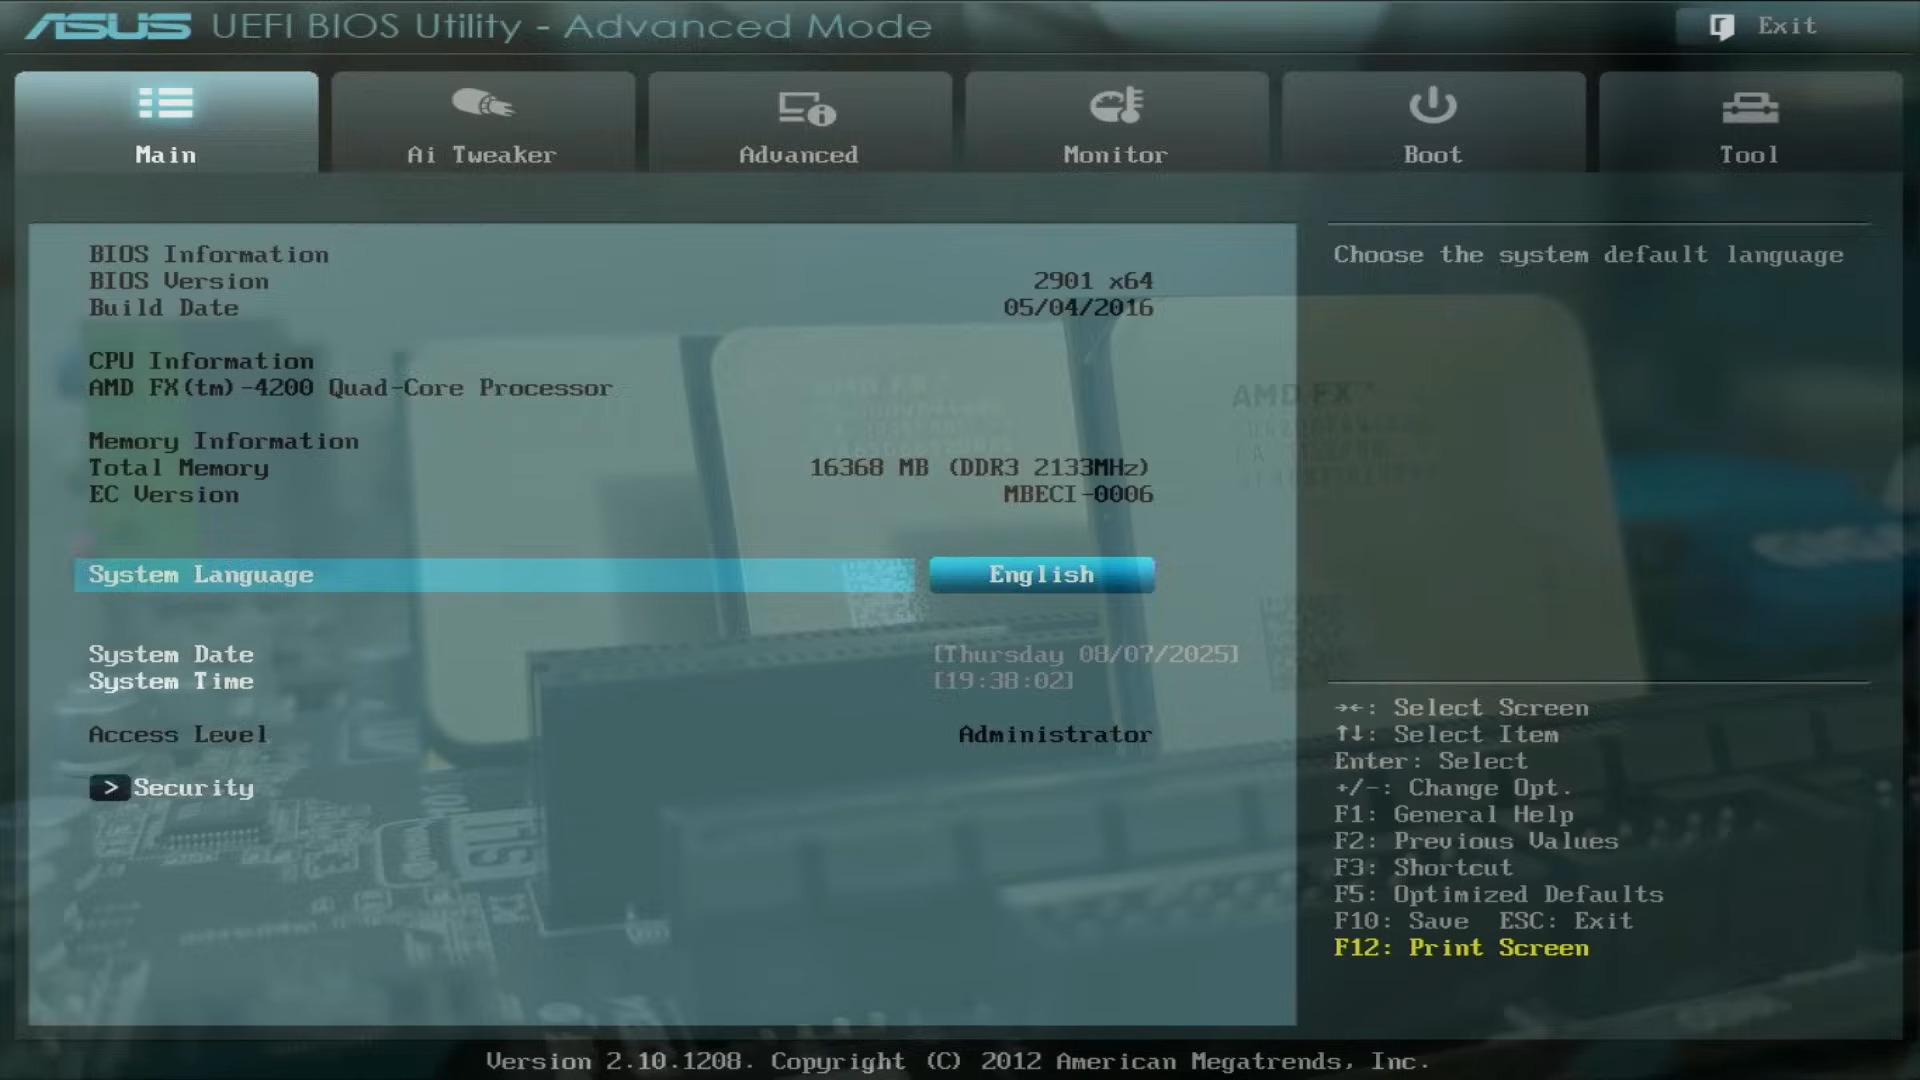 ASUS UEFI BIOS Utility - Advanced Mode
Exit
Main
Ai Tweaker
Advanced
Monitor
Boot
Tool
BIOS Information
BIOS Version 2901 x64
Build Date 05/04/2016
CPU Information
AMD FX(tm)-4200 Quad-Core Processor
Memory Information
Total Memory 16368 MB (DDR3 2133MHz)
EC Version MBECI-0006
System Language English
System Date [Thursday 08/07/2025]
System Time [19:38:02]
Access Level Administrator
> Security
Choose the system default language
AMD FX
→←: Select Screen
↑↓: Select Item
Enter: Select
+/-: Change Opt.
F1: General Help
F2: Previous Values
F3: Shortcut
F5: Optimized Defaults
F10: Save ESC: Exit
F12: Print Screen
Version 2.10.1208. Copyright (C) 2012 American Megatrends, Inc.